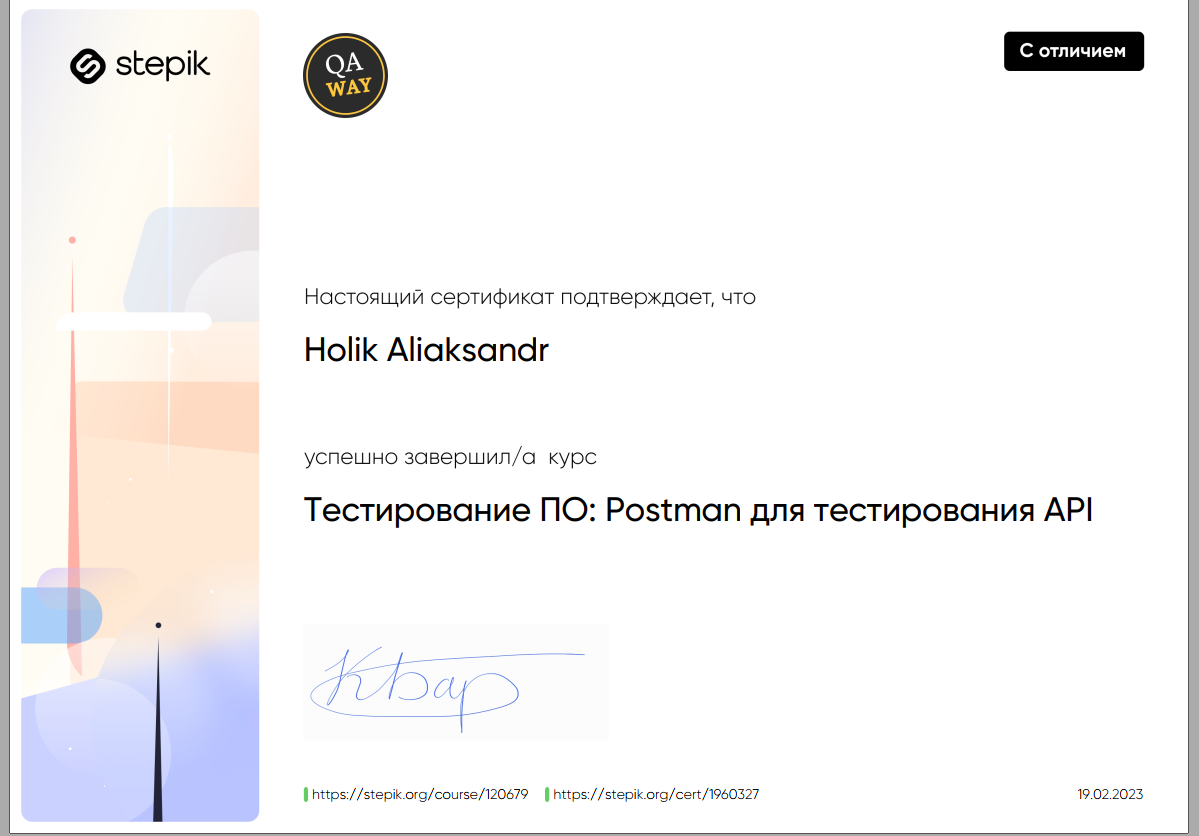 stepik
QA
WAY
С отличием
Настоящий сертификат подтверждает, что
Holik Aliaksandr
успешно завершил/а курс
Тестирование ПО: Postman для тестирования API
https://stepik.org/course/120679
https://stepik.org/cert/1960327
19.02.2023